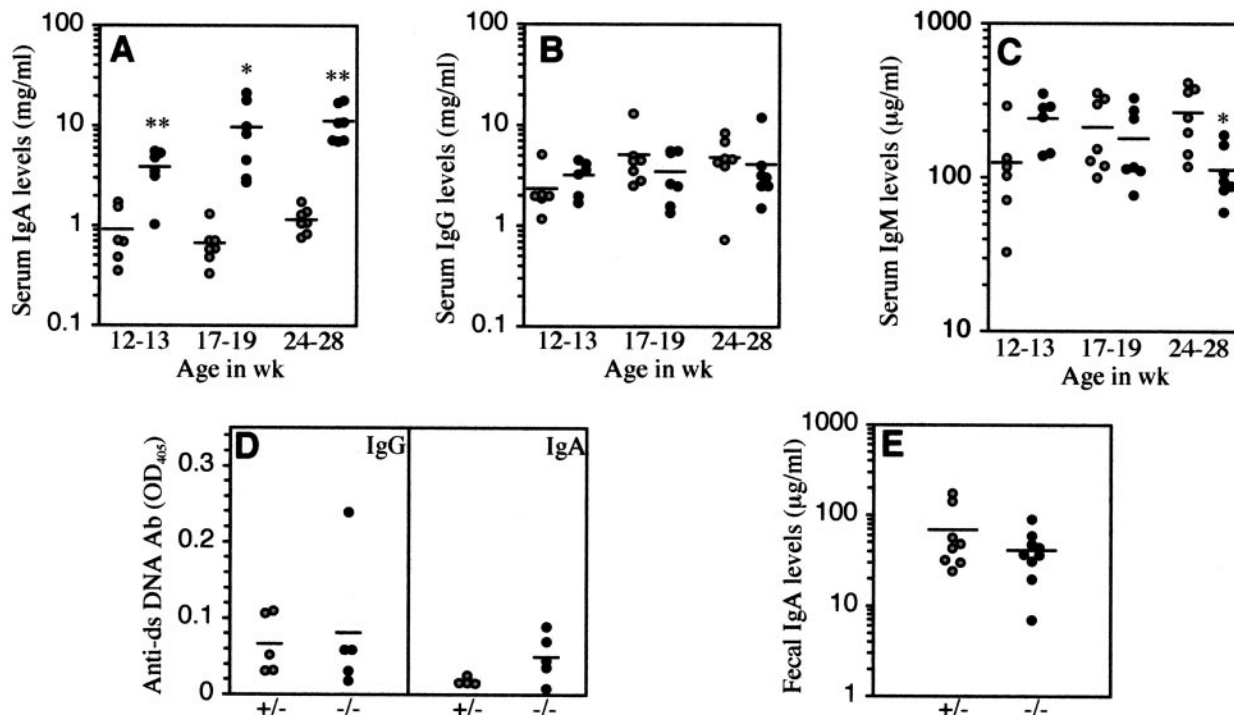 A
Serum IgA levels (mg/ml)
100
10
1
0.1
** * **
12-13 17-19 24-28
Age in wk
B
Serum IgG levels (mg/ml)
100
10
1
0.1
12-13 17-19 24-28
Age in wk
C
Serum IgM levels (µg/ml)
1000
100
10
*
12-13 17-19 24-28
Age in wk
D
Anti-ds DNA Ab (OD₄₀₅)
IgG IgA
0.3
0.2
0.1
0
+/- -/- +/- -/-
E
Fecal IgA levels (µg/ml)
1000
100
10
1
+/- -/-